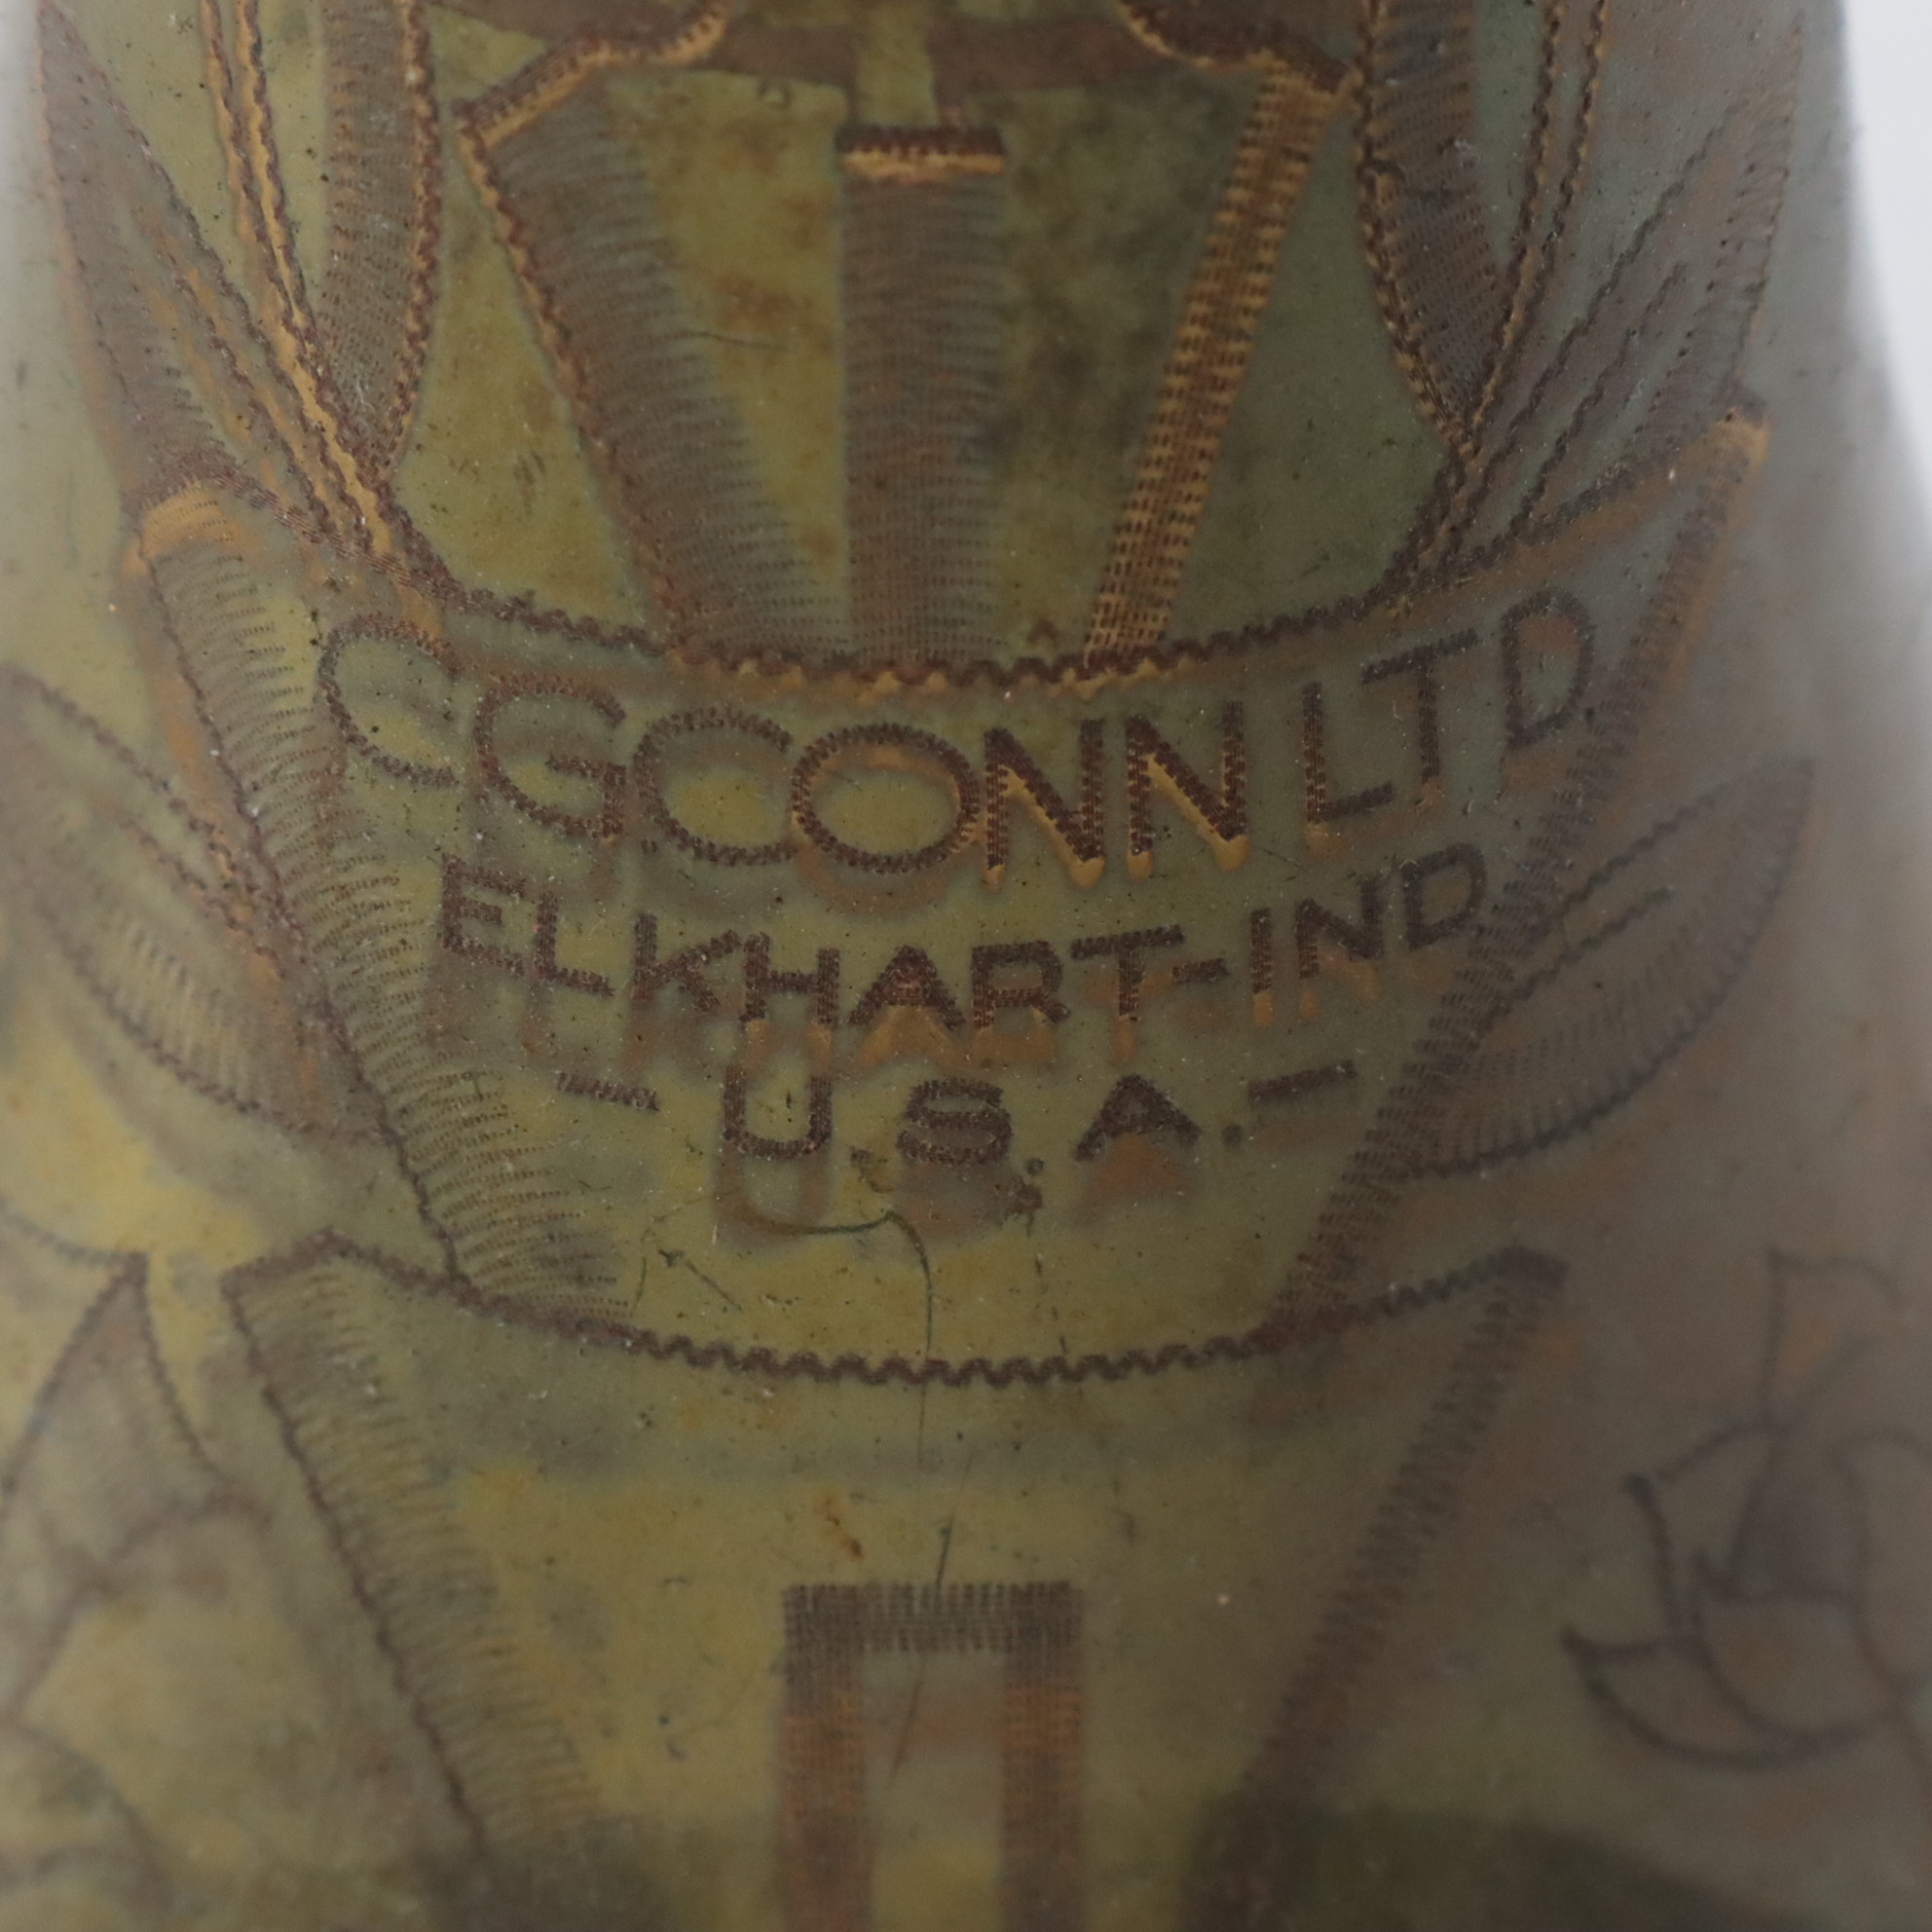 C.G.CONN LTD
ELKHART-IND
- U.S.A. -